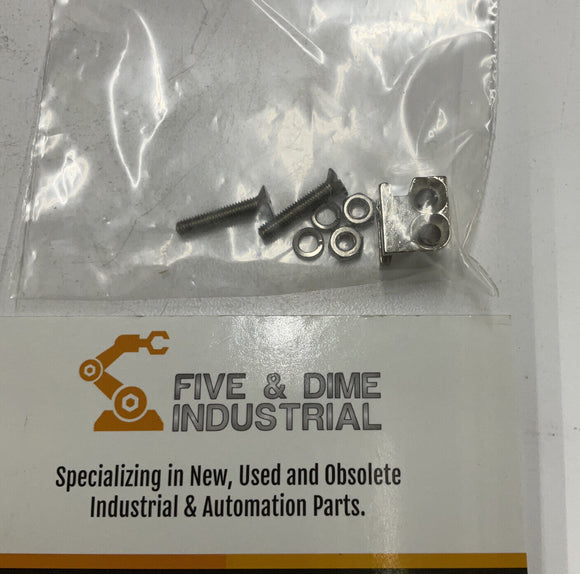 FIVE & DIME
INDUSTRIAL
Specializing in New, Used and Obsolete
Industrial & Automation Parts.